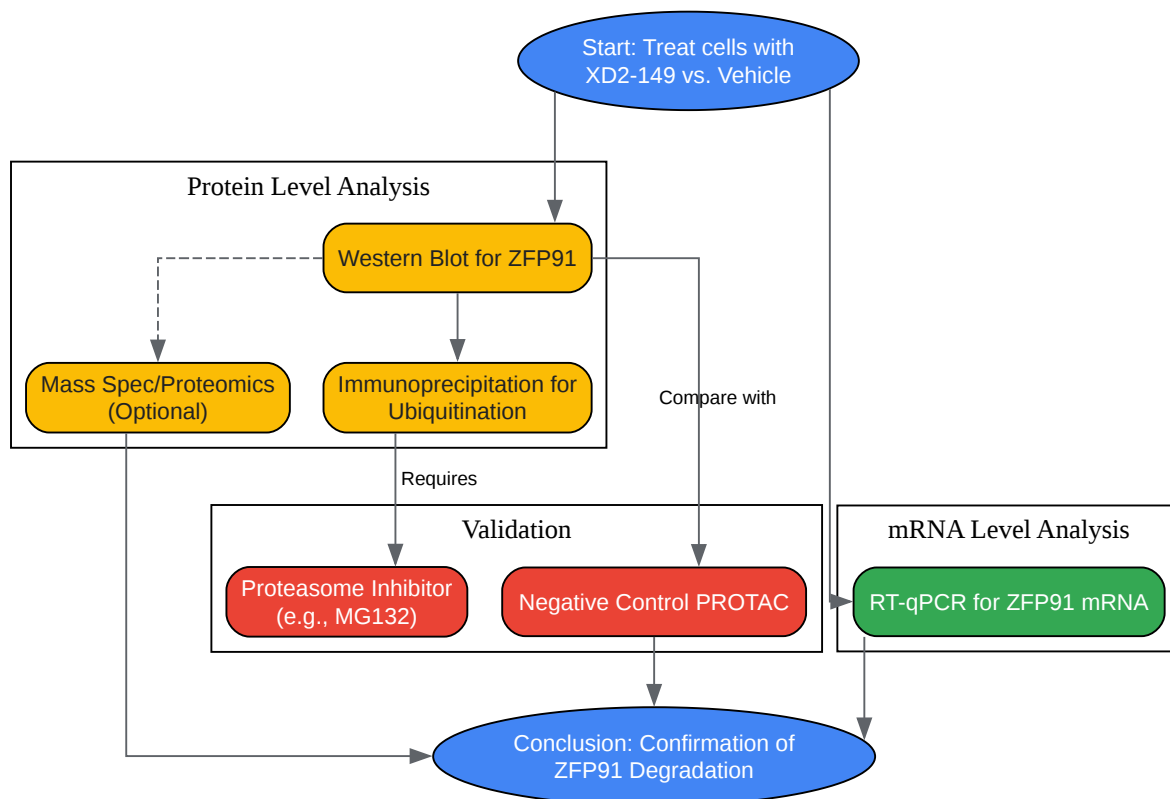 Start: Treat cells with
XD2-149 vs. Vehicle
Protein Level Analysis
Western Blot for ZFP91
Mass Spec/Proteomics
(Optional)
Immunoprecipitation for
Ubiquitination
Compare with
Requires
Validation
Proteasome Inhibitor
(e.g., MG132)
Negative Control PROTAC
mRNA Level Analysis
RT-qPCR for ZFP91 mRNA
Conclusion: Confirmation of
ZFP91 Degradation